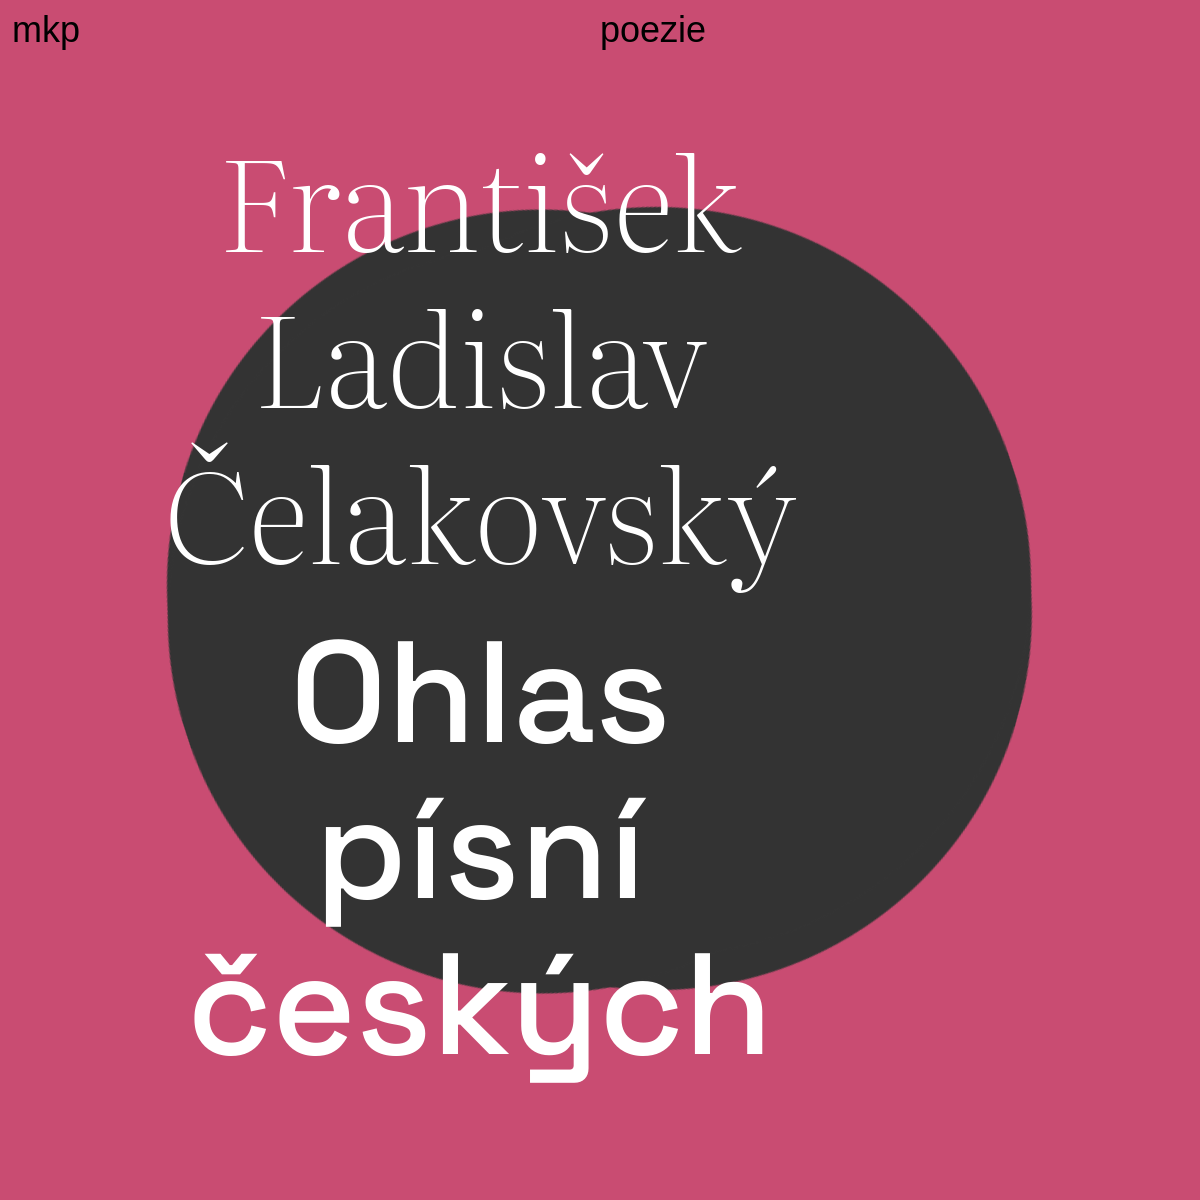 mkp
poezie
František
Ladislav
Čelakovský
Ohlas
písní
českých